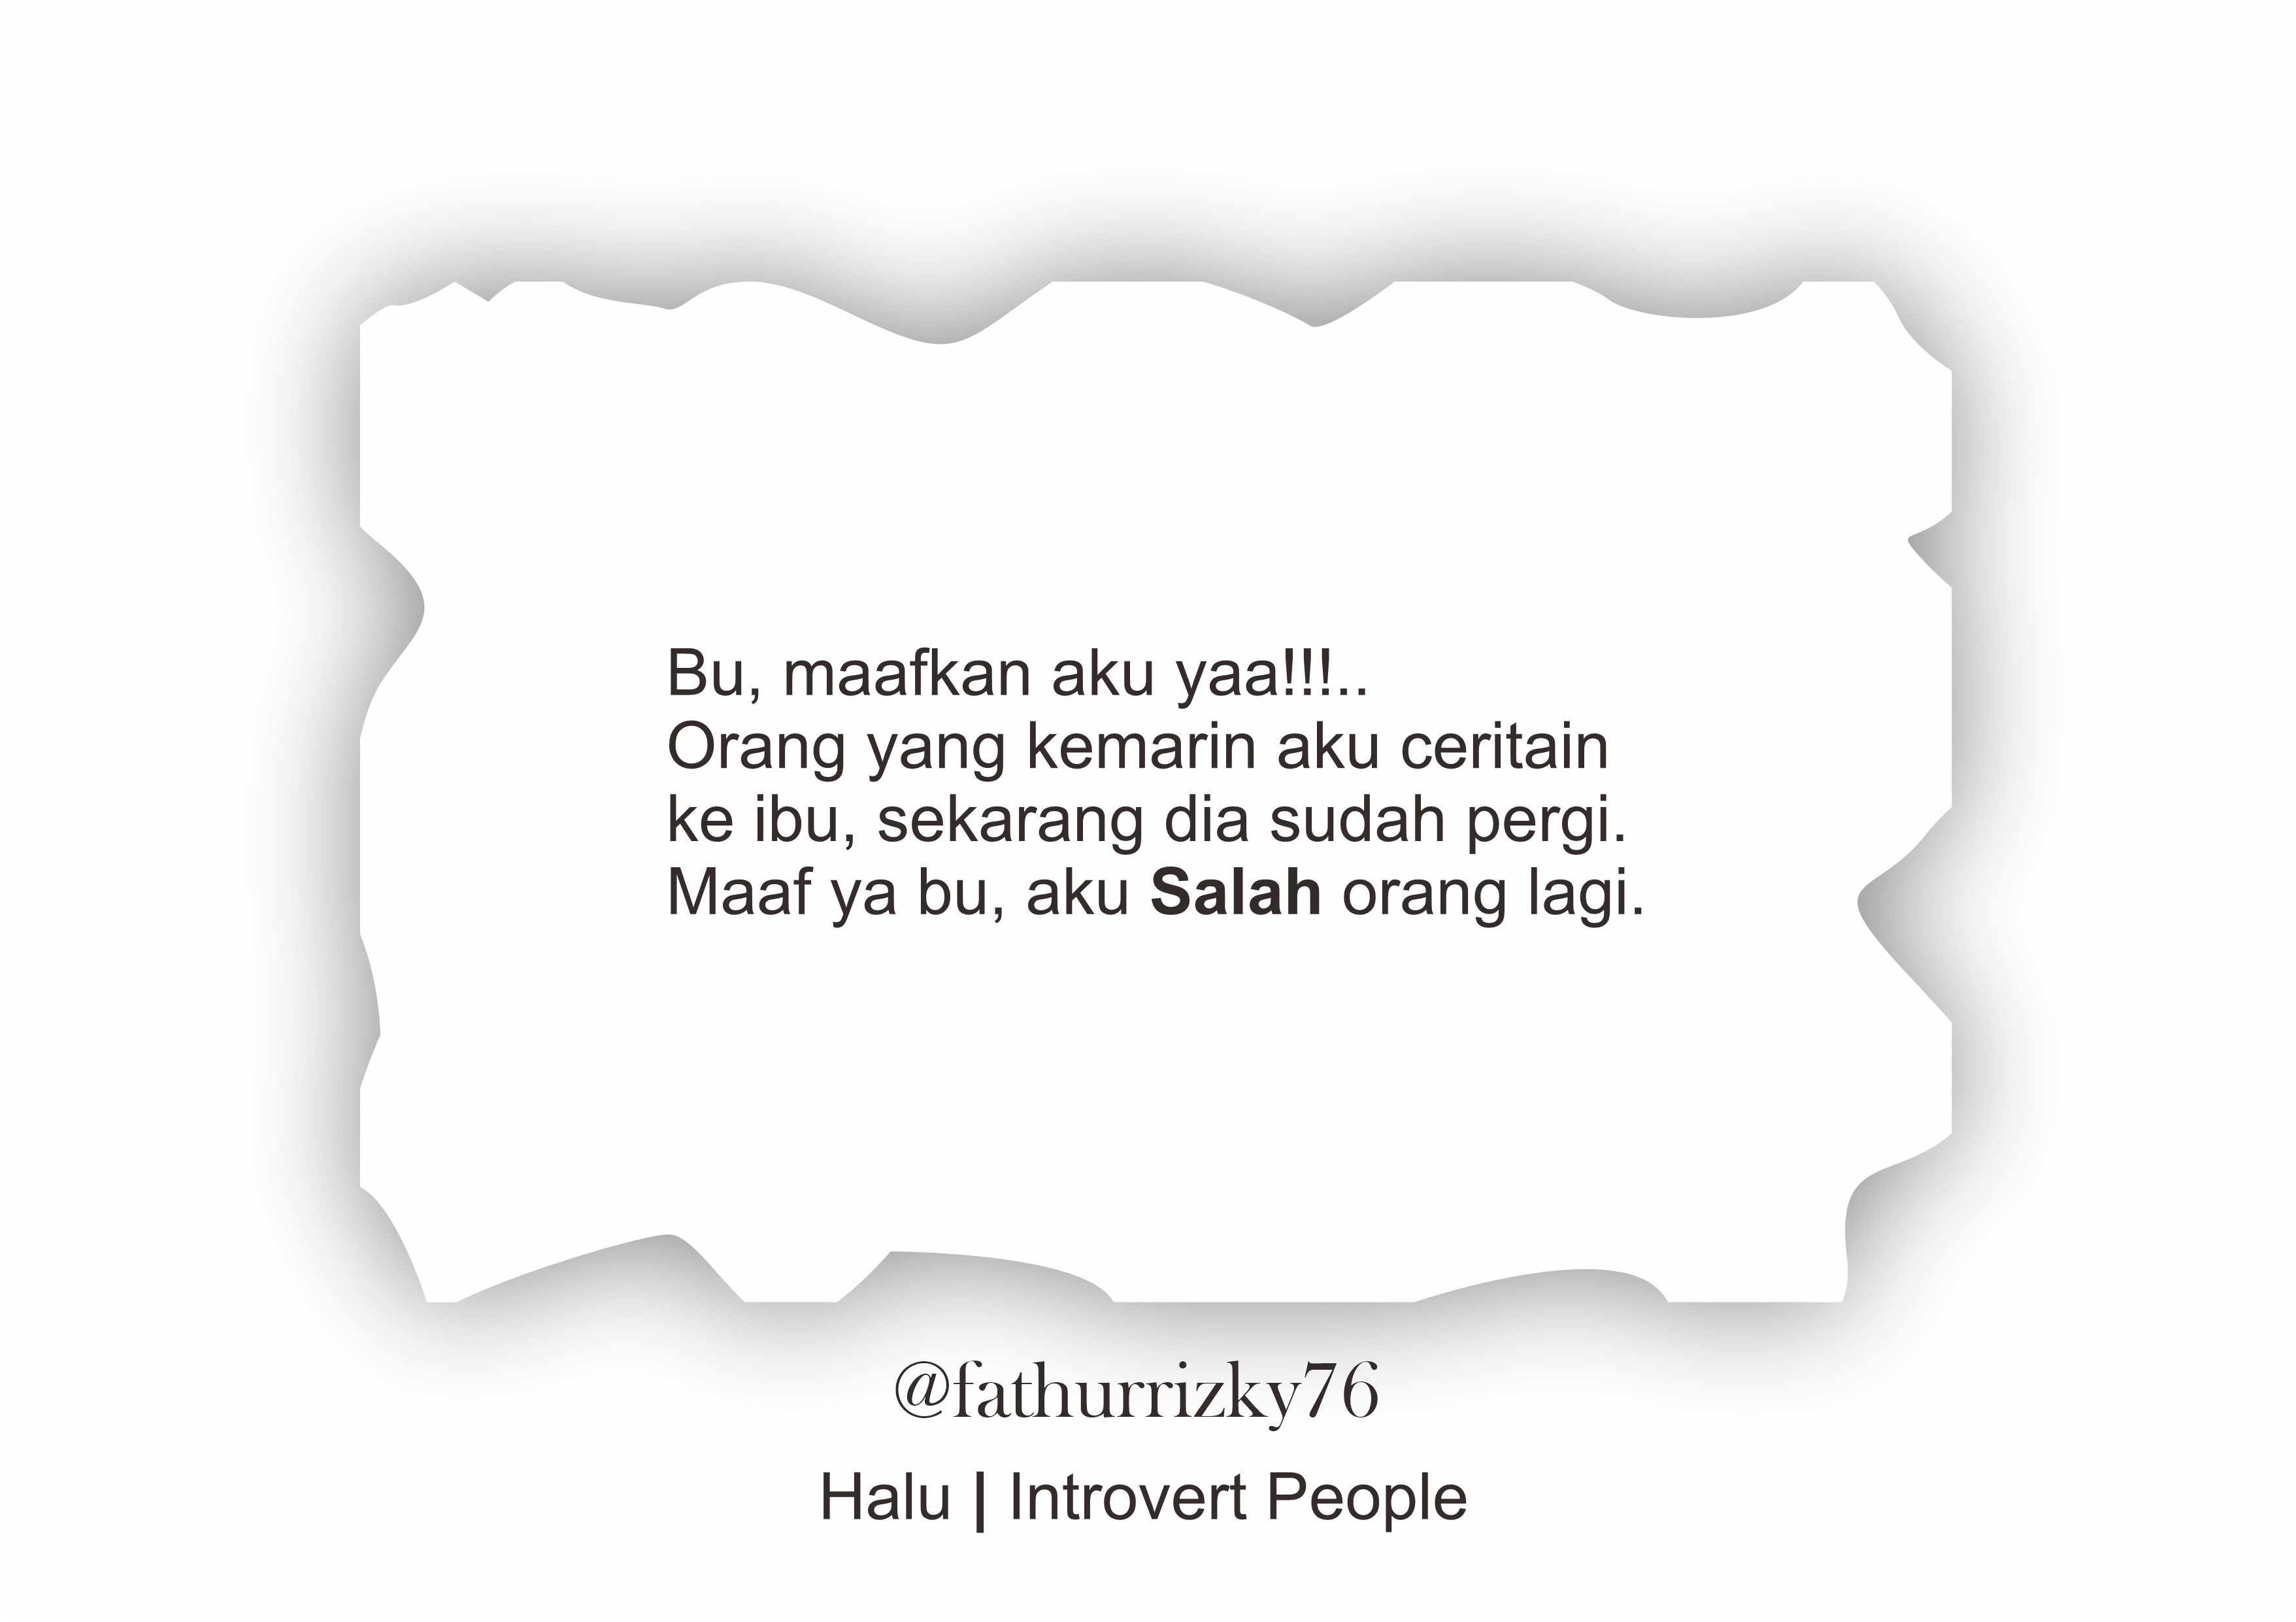 Bu, maafkan aku yaa!!!..
Orang yang kemarin aku ceritain
ke ibu, sekarang dia sudah pergi.
Maaf ya bu, aku Salah orang lagi.
@fathurrizky76
Halu | Introvert People